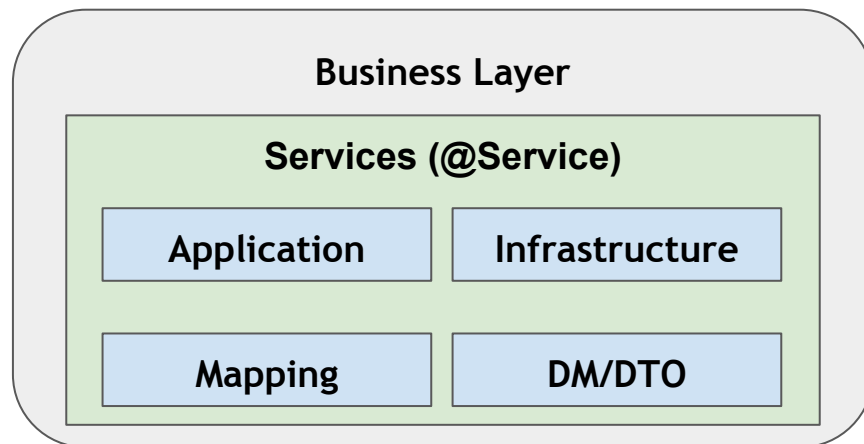 Business Layer
Services (@Service)
Application
Infrastructure
Mapping
DM/DTO